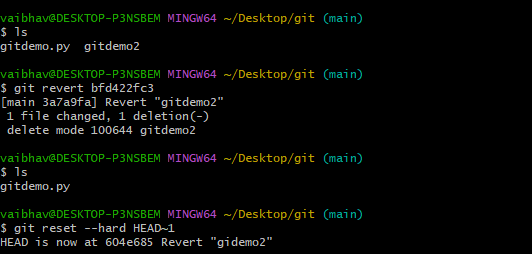 vaibhav@DESKTOP-P3NSBEM MINGW64 ~/Desktop/git (main)
$ ls
gitdemo.py  gitdemo2
vaibhav@DESKTOP-P3NSBEM MINGW64 ~/Desktop/git (main)
$ git revert bfd422fc3
[main 3a7a9fa] Revert "gitdemo2"
 1 file changed, 1 deletion(-)
 delete mode 100644 gitdemo2
vaibhav@DESKTOP-P3NSBEM MINGW64 ~/Desktop/git (main)
$ ls
gitdemo.py
vaibhav@DESKTOP-P3NSBEM MINGW64 ~/Desktop/git (main)
$ git reset --hard HEAD~1
HEAD is now at 604e685 Revert "gidemo2"